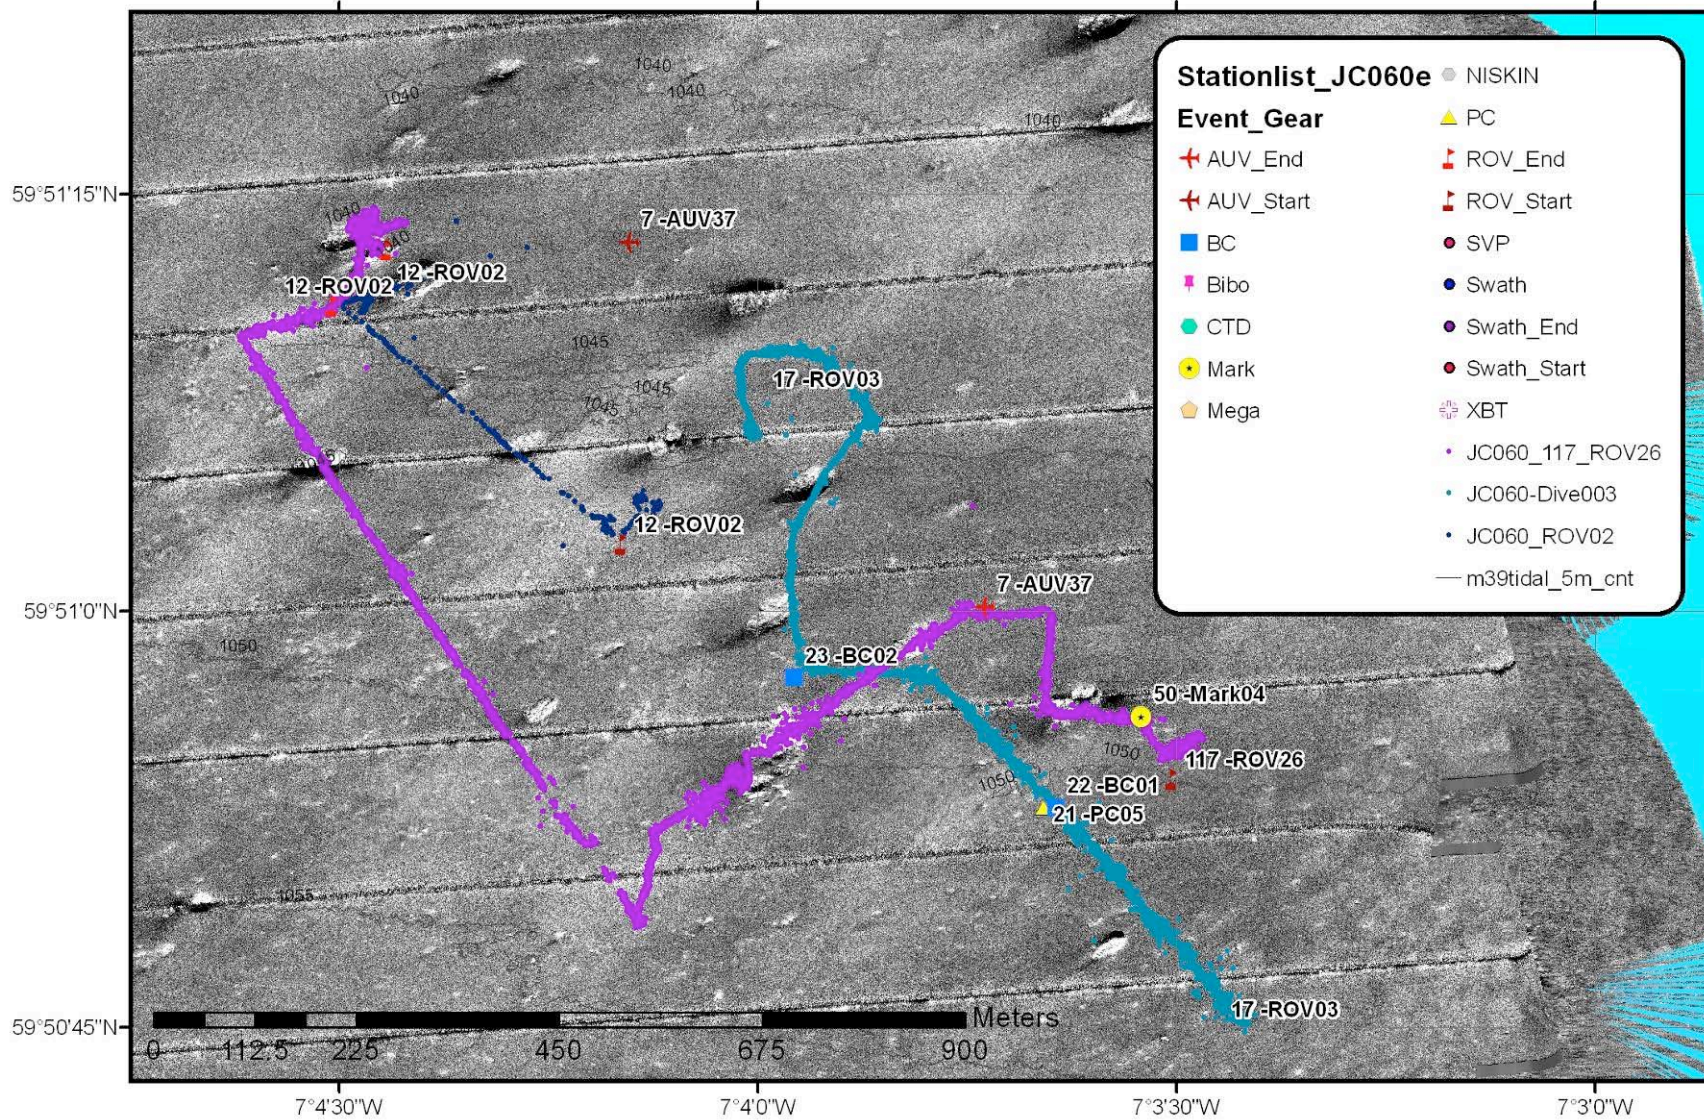 Stationlist_JC060e
Event_Gear
AUV_End
AUV_Start
BC
Bibo
CTD
Mark
Mega
NISKIN
PC
ROV_End
ROV_Start
SVP
Swath
Swath_End
Swath_Start
XBT
JC060_117_ROV26
JC060-Dive003
JC060_ROV02
m39tidal_5m_cnt
1040
1040
1040
1040
59°51'15"N
1040
7 -AUV37
1040
12 -ROV02
12 -ROV02
1045
17 -ROV03
1045
1045
1045
12 -ROV02
7 -AUV37
59°51'0"N
1050
23 -BC02
50 -Mark04
1050
117 -ROV26
1050
22 -BC01
21 -PC05
1055
17 -ROV03
59°50'45"N
Meters
0 112.5 225 450 675 900
7°4'30"W 7°4'0"W 7°3'30"W 7°3'0"W